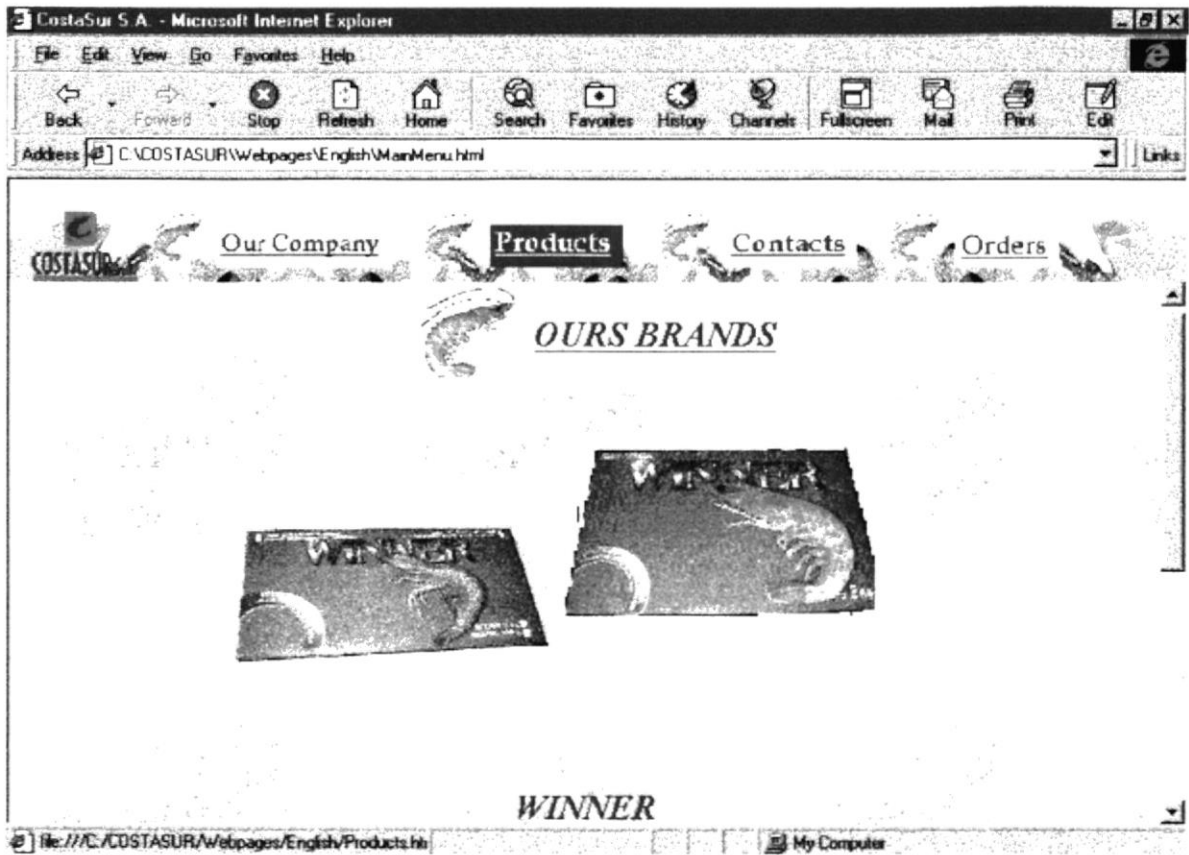 CostaSur S.A. - Microsoft Internet Explorer
File Edit View Go Favorites Help
Back Forward Stop Refresh Home Search Favorites History Channels Fullscreen Mail Print Edit
Address C:\COSTASUR\Webpages\English\MainMenu.html Links
COSTASUR Our Company Products Contacts Orders
OURS BRANDS
WINNER
WINNER
WINNER
file:///C:/COSTASUR/Webpages/English/Products.ht My Computer